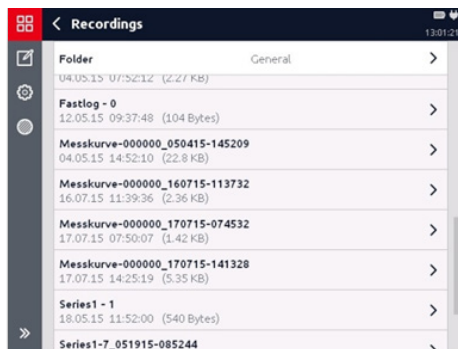 Recordings
13:01:21
Folder General
04.05.15 07:52:12 (2.27 KB)
Fastlog - 0
12.05.15 09:37:48 (104 Bytes)
Messkurve-000000_050415-145209
04.05.15 14:52:10 (22.8 KB)
Messkurve-000000_160715-113732
16.07.15 11:39:36 (2.36 KB)
Messkurve-000000_170715-074532
17.07.15 07:50:07 (1.42 KB)
Messkurve-000000_170715-141328
17.07.15 14:25:19 (5.35 KB)
Series1 - 1
18.05.15 11:52:00 (540 Bytes)
Series1-7_051915-085244